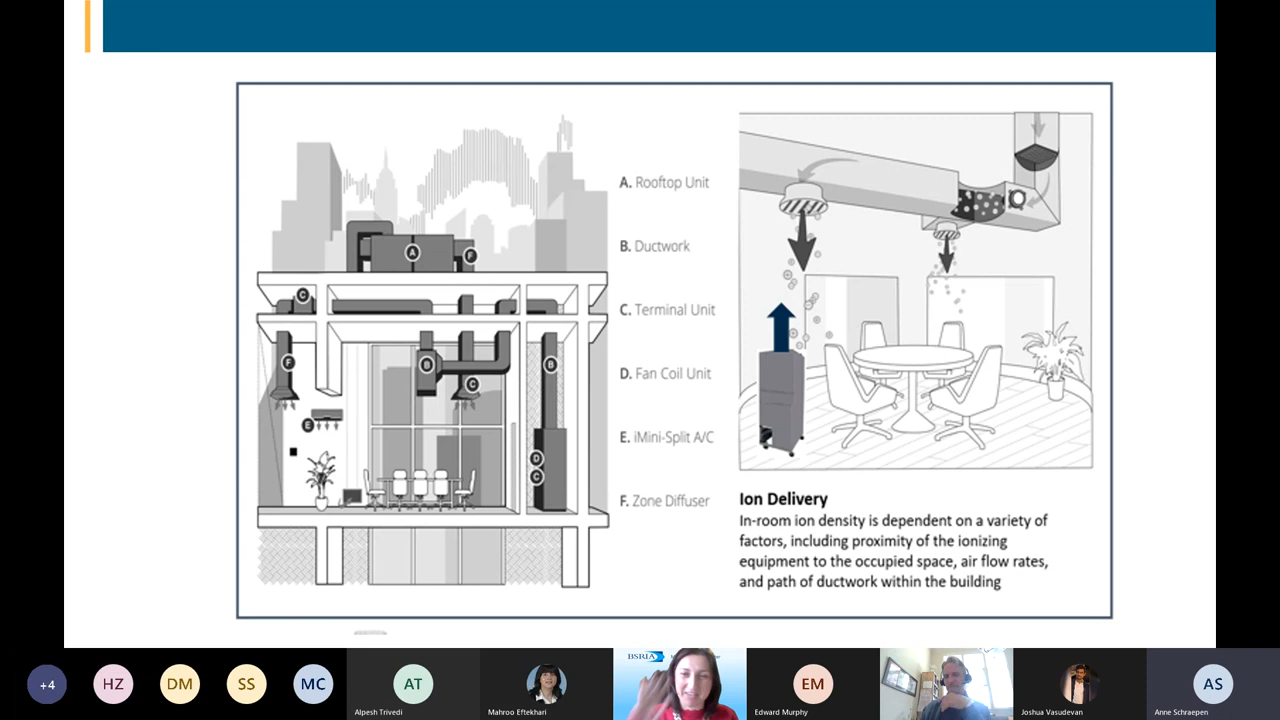 A. Rooftop Unit
B. Ductwork
C. Terminal Unit
D. Fan Coil Unit
E. iMini-Split A/C
F. Zone Diffuser
A
F
C
F
B
B
C
E
D
C
Ion Delivery
In-room ion density is dependent on a variety of
factors, including proximity of the ionizing
equipment to the occupied space, air flow rates,
and path of ductwork within the building
+4
HZ
DM
SS
MC
AT
Alpesh Trivedi
Mahroo Eftekhari
BSRIA
EM
Edward Murphy
Joshua Vasudevan
AS
Anne Schraepen